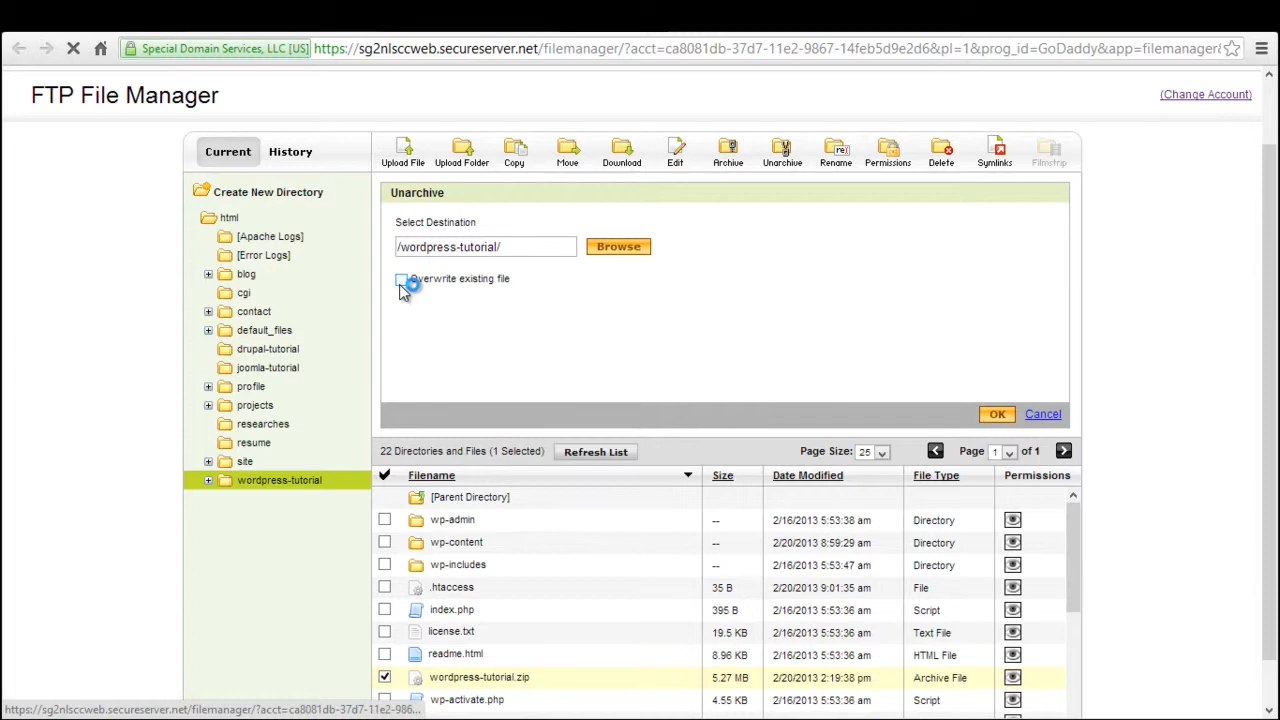 Special Domain Services, LLC [US] https://sg2nlsccweb.secureserver.net/filemanager/?acct=ca8081db-37d7-11e2-9867-14feb5d9e2d6&pl=1&prog_id=GoDaddy&app=filemanager&
FTP File Manager
(Change Account)
Current History
Upload File Upload Folder Copy Move Download Edit Archive Unarchive Rename Permissions Delete Symlinks Filmstrip
Create New Directory
html
[Apache Logs]
[Error Logs]
blog
cgi
contact
default_files
drupal-tutorial
joomla-tutorial
profile
projects
researches
resume
site
wordpress-tutorial
Unarchive
Select Destination
/wordpress-tutorial/ Browse
Overwrite existing file
OK Cancel
22 Directories and Files (1 Selected) Refresh List Page Size: 25 Page 1 of 1
Filename Size Date Modified File Type Permissions
[Parent Directory]
wp-admin -- 2/16/2013 5:53:38 am Directory
wp-content -- 2/20/2013 8:59:29 am Directory
wp-includes -- 2/16/2013 5:53:47 am Directory
.htaccess 35 B 2/20/2013 9:01:35 am File
index.php 395 B 2/16/2013 5:53:36 am Script
license.txt 19.5 KB 2/16/2013 5:53:36 am Text File
readme.html 8.96 KB 2/16/2013 5:53:36 am HTML File
wordpress-tutorial.zip 5.27 MB 2/20/2013 2:19:38 pm Archive File
wp-activate.php 4.55 KB 2/16/2013 5:53:36 am Script
https://sg2nlsccweb.secureserver.net/filemanager/?acct=ca8081db-37d7-11e2-986...